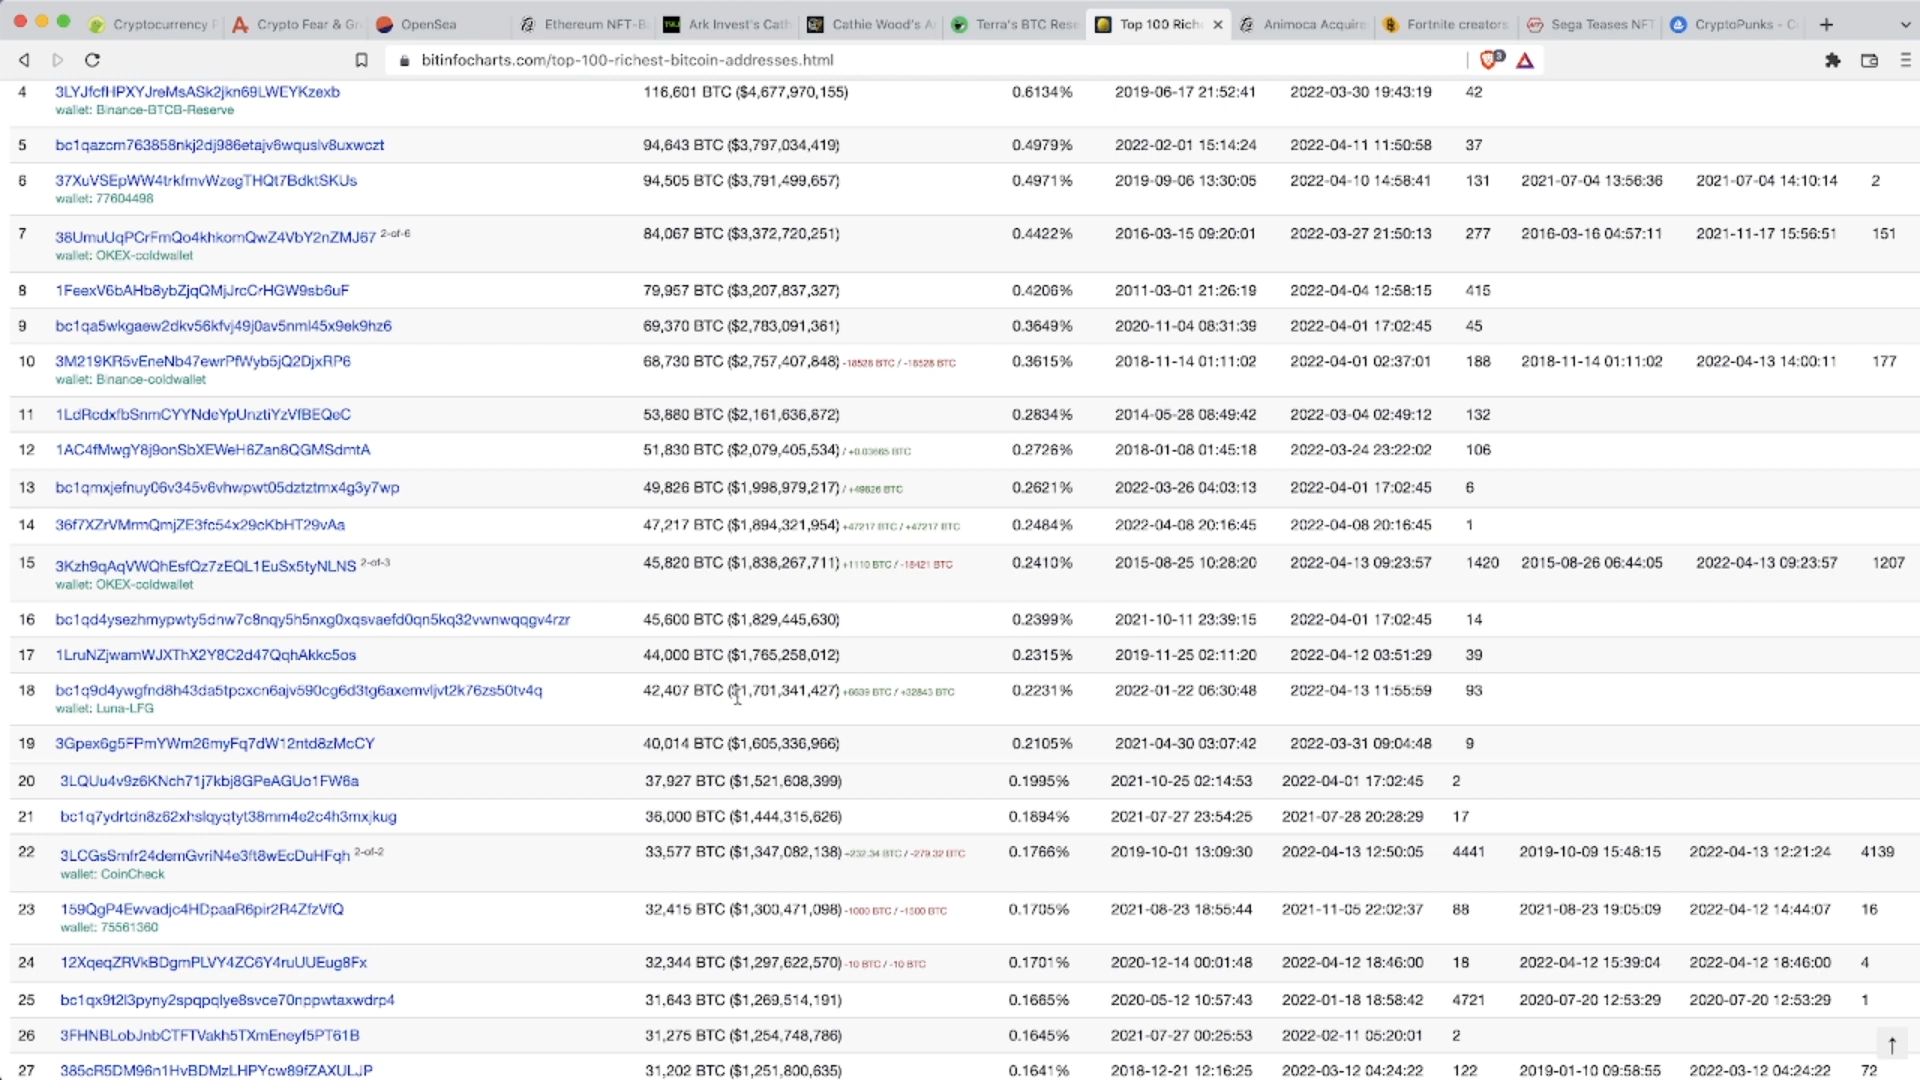 Cryptocurrency P Crypto Fear & Gr OpenSea Ethereum NFT-B Ark Invest's Cath Cathie Wood's A Terra's BTC Rese Top 100 Rich Animoca Acquire Fortnite creators Sega Teases NFT CryptoPunks - C
bitinfocharts.com/top-100-richest-bitcoin-addresses.html
4 3LYJfcfHPXYJreMsASk2jkn69LWEYKzexb 116,601 BTC ($4,677,970,155) 0.6134% 2019-06-17 21:52:41 2022-03-30 19:43:19 42
wallet: Binance-BTCB-Reserve
5 bc1qazcm763858nkj2dj986etajv6wquslv8uxwczt 94,643 BTC ($3,797,034,419) 0.4979% 2022-02-01 15:14:24 2022-04-11 11:50:58 37
6 37XuVSEpWW4trkfmvWzegTHQt7BdktSKUs 94,505 BTC ($3,791,499,657) 0.4971% 2019-09-06 13:30:05 2022-04-10 14:58:41 131 2021-07-04 13:56:36 2021-07-04 14:10:14 2
wallet: 77604498
7 38UmuUqPCrFmQo4khkomQwZ4VbY2nZMJ67 2-of-6 84,067 BTC ($3,372,720,251) 0.4422% 2016-03-15 09:20:01 2022-03-27 21:50:13 277 2016-03-16 04:57:11 2021-11-17 15:56:51 151
wallet: OKEX-coldwallet
8 1FeexV6bAHb8ybZjqQMjJrcCrHGW9sb6uF 79,957 BTC ($3,207,837,327) 0.4206% 2011-03-01 21:26:19 2022-04-04 12:58:15 415
9 bc1qa5wkgaew2dkv56kfvj49j0av5nml45x9ek9hz6 69,370 BTC ($2,783,091,361) 0.3649% 2020-11-04 08:31:39 2022-04-01 17:02:45 45
10 3M219KR5vEneNb47ewrPfWyb5jQ2DjxRP6 68,730 BTC ($2,757,407,848) -18528 BTC / -18528 BTC 0.3615% 2018-11-14 01:11:02 2022-04-01 02:37:01 188 2018-11-14 01:11:02 2022-04-13 14:00:11 177
wallet: Binance-coldwallet
11 1LdRcdxfbSnmCYYNdeYpUnztiYzVfBEQeC 53,880 BTC ($2,161,636,872) 0.2834% 2014-05-28 08:49:42 2022-03-04 02:49:12 132
12 1AC4fMwgY8j9onSbXEWeH6Zan8QGMSdmtA 51,830 BTC ($2,079,405,534) / +0.03665 BTC 0.2726% 2018-01-08 01:45:18 2022-03-24 23:22:02 106
13 bc1qmxjefnuy06v345v6vhwpwt05dztztmx4g3y7wp 49,826 BTC ($1,998,979,217) / +49826 BTC 0.2621% 2022-03-26 04:03:13 2022-04-01 17:02:45 6
14 36f7XZrVMrmQmjZE3fc54x29cKbHT29vAa 47,217 BTC ($1,894,321,954) +47217 BTC / +47217 BTC 0.2484% 2022-04-08 20:16:45 2022-04-08 20:16:45 1
15 3Kzh9qAqVWQhEsfQz7zEQL1EuSx5tyNLNS 2-of-3 45,820 BTC ($1,838,267,711) +1110 BTC / -18421 BTC 0.2410% 2015-08-25 10:28:20 2022-04-13 09:23:57 1420 2015-08-26 06:44:05 2022-04-13 09:23:57 1207
wallet: OKEX-coldwallet
16 bc1qd4ysezhmypwty5dnw7c8nqy5h5nxg0xqsvaefd0qn5kq32vwnwqqgv4rzr 45,600 BTC ($1,829,445,630) 0.2399% 2021-10-11 23:39:15 2022-04-01 17:02:45 14
17 1LruNZjwamWJXThX2Y8C2d47QqhAkkc5os 44,000 BTC ($1,765,258,012) 0.2315% 2019-11-25 02:11:20 2022-04-12 03:51:29 39
18 bc1q9d4ywgfnd8h43da5tpcxcn6ajv590cg6d3tg6axemvljvt2k76zs50tv4q 42,407 BTC ($1,701,341,427) +6639 BTC / +32843 BTC 0.2231% 2022-01-22 06:30:48 2022-04-13 11:55:59 93
wallet: Luna-LFG
19 3Gpex6g5FPmYWm26myFq7dW12ntd8zMcCY 40,014 BTC ($1,605,336,966) 0.2105% 2021-04-30 03:07:42 2022-03-31 09:04:48 9
20 3LQUu4v9z6KNch71j7kbj8GPeAGUo1FW6a 37,927 BTC ($1,521,608,399) 0.1995% 2021-10-25 02:14:53 2022-04-01 17:02:45 2
21 bc1q7ydrtdn8z62xhslqyqtyt38mm4e2c4h3mxjkug 36,000 BTC ($1,444,315,626) 0.1894% 2021-07-27 23:54:25 2021-07-28 20:28:29 17
22 3LCGsSmfr24demGvriN4e3ft8wEcDuHFqh 2-of-2 33,577 BTC ($1,347,082,138) +232.34 BTC / -279.32 BTC 0.1766% 2019-10-01 13:09:30 2022-04-13 12:50:05 4441 2019-10-09 15:48:15 2022-04-13 12:21:24 4139
wallet: CoinCheck
23 159QgP4Ewvadjc4HDpaaR6pir2R4ZfzVfQ 32,415 BTC ($1,300,471,098) -1000 BTC / -1500 BTC 0.1705% 2021-08-23 18:55:44 2021-11-05 22:02:37 88 2021-08-23 19:05:09 2022-04-12 14:44:07 16
wallet: 75561360
24 12XqeqZRVkBDgmPLVY4ZC6Y4ruUUEug8Fx 32,344 BTC ($1,297,622,570) -10 BTC / -10 BTC 0.1701% 2020-12-14 00:01:48 2022-04-12 18:46:00 18 2022-04-12 15:39:04 2022-04-12 18:46:00 4
25 bc1qx9t2l3pyny2spqpqlye8svce70nppwtaxwdrp4 31,643 BTC ($1,269,514,191) 0.1665% 2020-05-12 10:57:43 2022-01-18 18:58:42 4721 2020-07-20 12:53:29 2020-07-20 12:53:29 1
26 3FHNBLobJnbCTFTVakh5TXmEneyf5PT61B 31,275 BTC ($1,254,748,786) 0.1645% 2021-07-27 00:25:53 2022-02-11 05:20:01 2
27 385cR5DM96n1HvBDMzLHPYcw89fZAXULJP 31,202 BTC ($1,251,800,635) 0.1641% 2018-12-21 12:16:25 2022-03-12 04:24:22 122 2019-01-10 09:58:55 2022-03-12 04:24:22 72